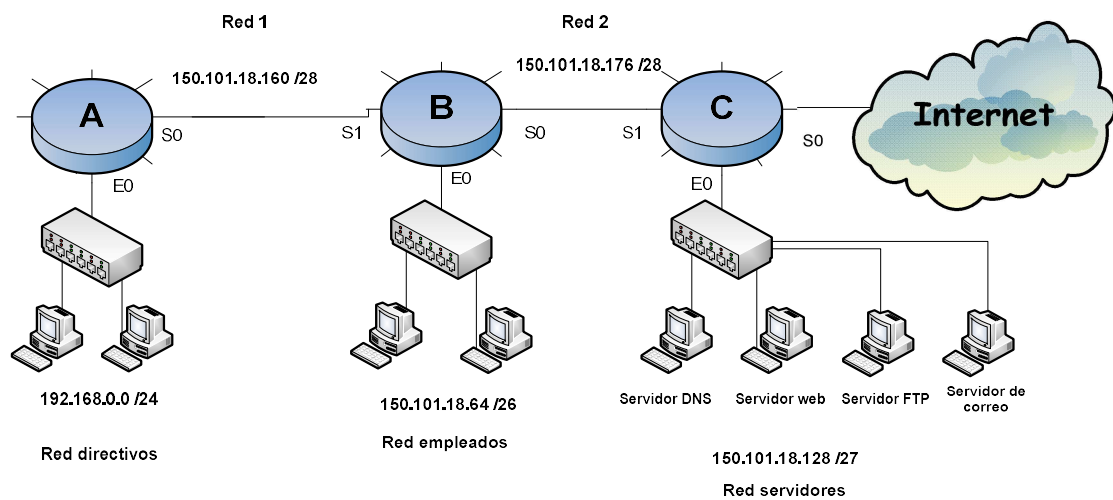 Red 1
Red 2
150.101.18.160 /28
150.101.18.176 /28
A
B
C
Internet
S0
S1
S0
S1
S0
E0
E0
E0
192.168.0.0 /24
150.101.18.64 /26
Servidor DNS
Servidor web
Servidor FTP
Servidor de
correo
Red directivos
Red empleados
150.101.18.128 /27
Red servidores